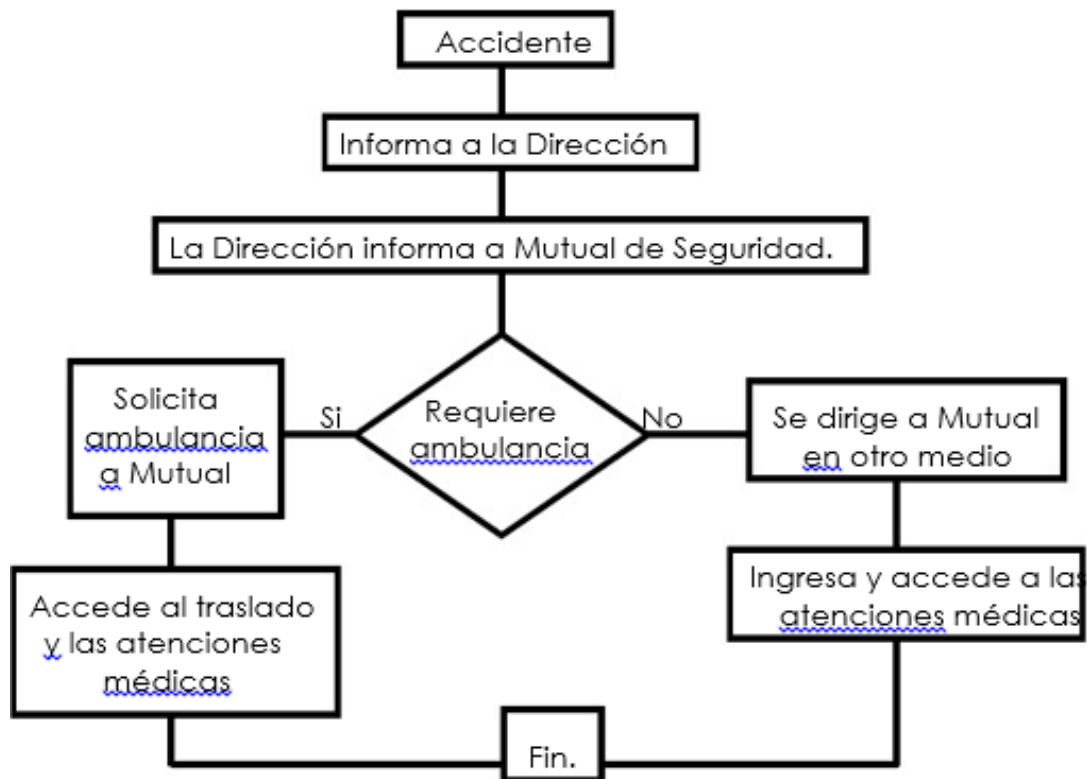 Accidente
Informa a la Dirección
La Dirección informa a Mutual de Seguridad.
Solicita
ambulancia
a Mutual
Si
Requiere
ambulancia
No
Se dirige a Mutual
en otro medio
Accede al traslado
y las atenciones
médicas
Ingresa y accede a las
atenciones médicas
Fin.